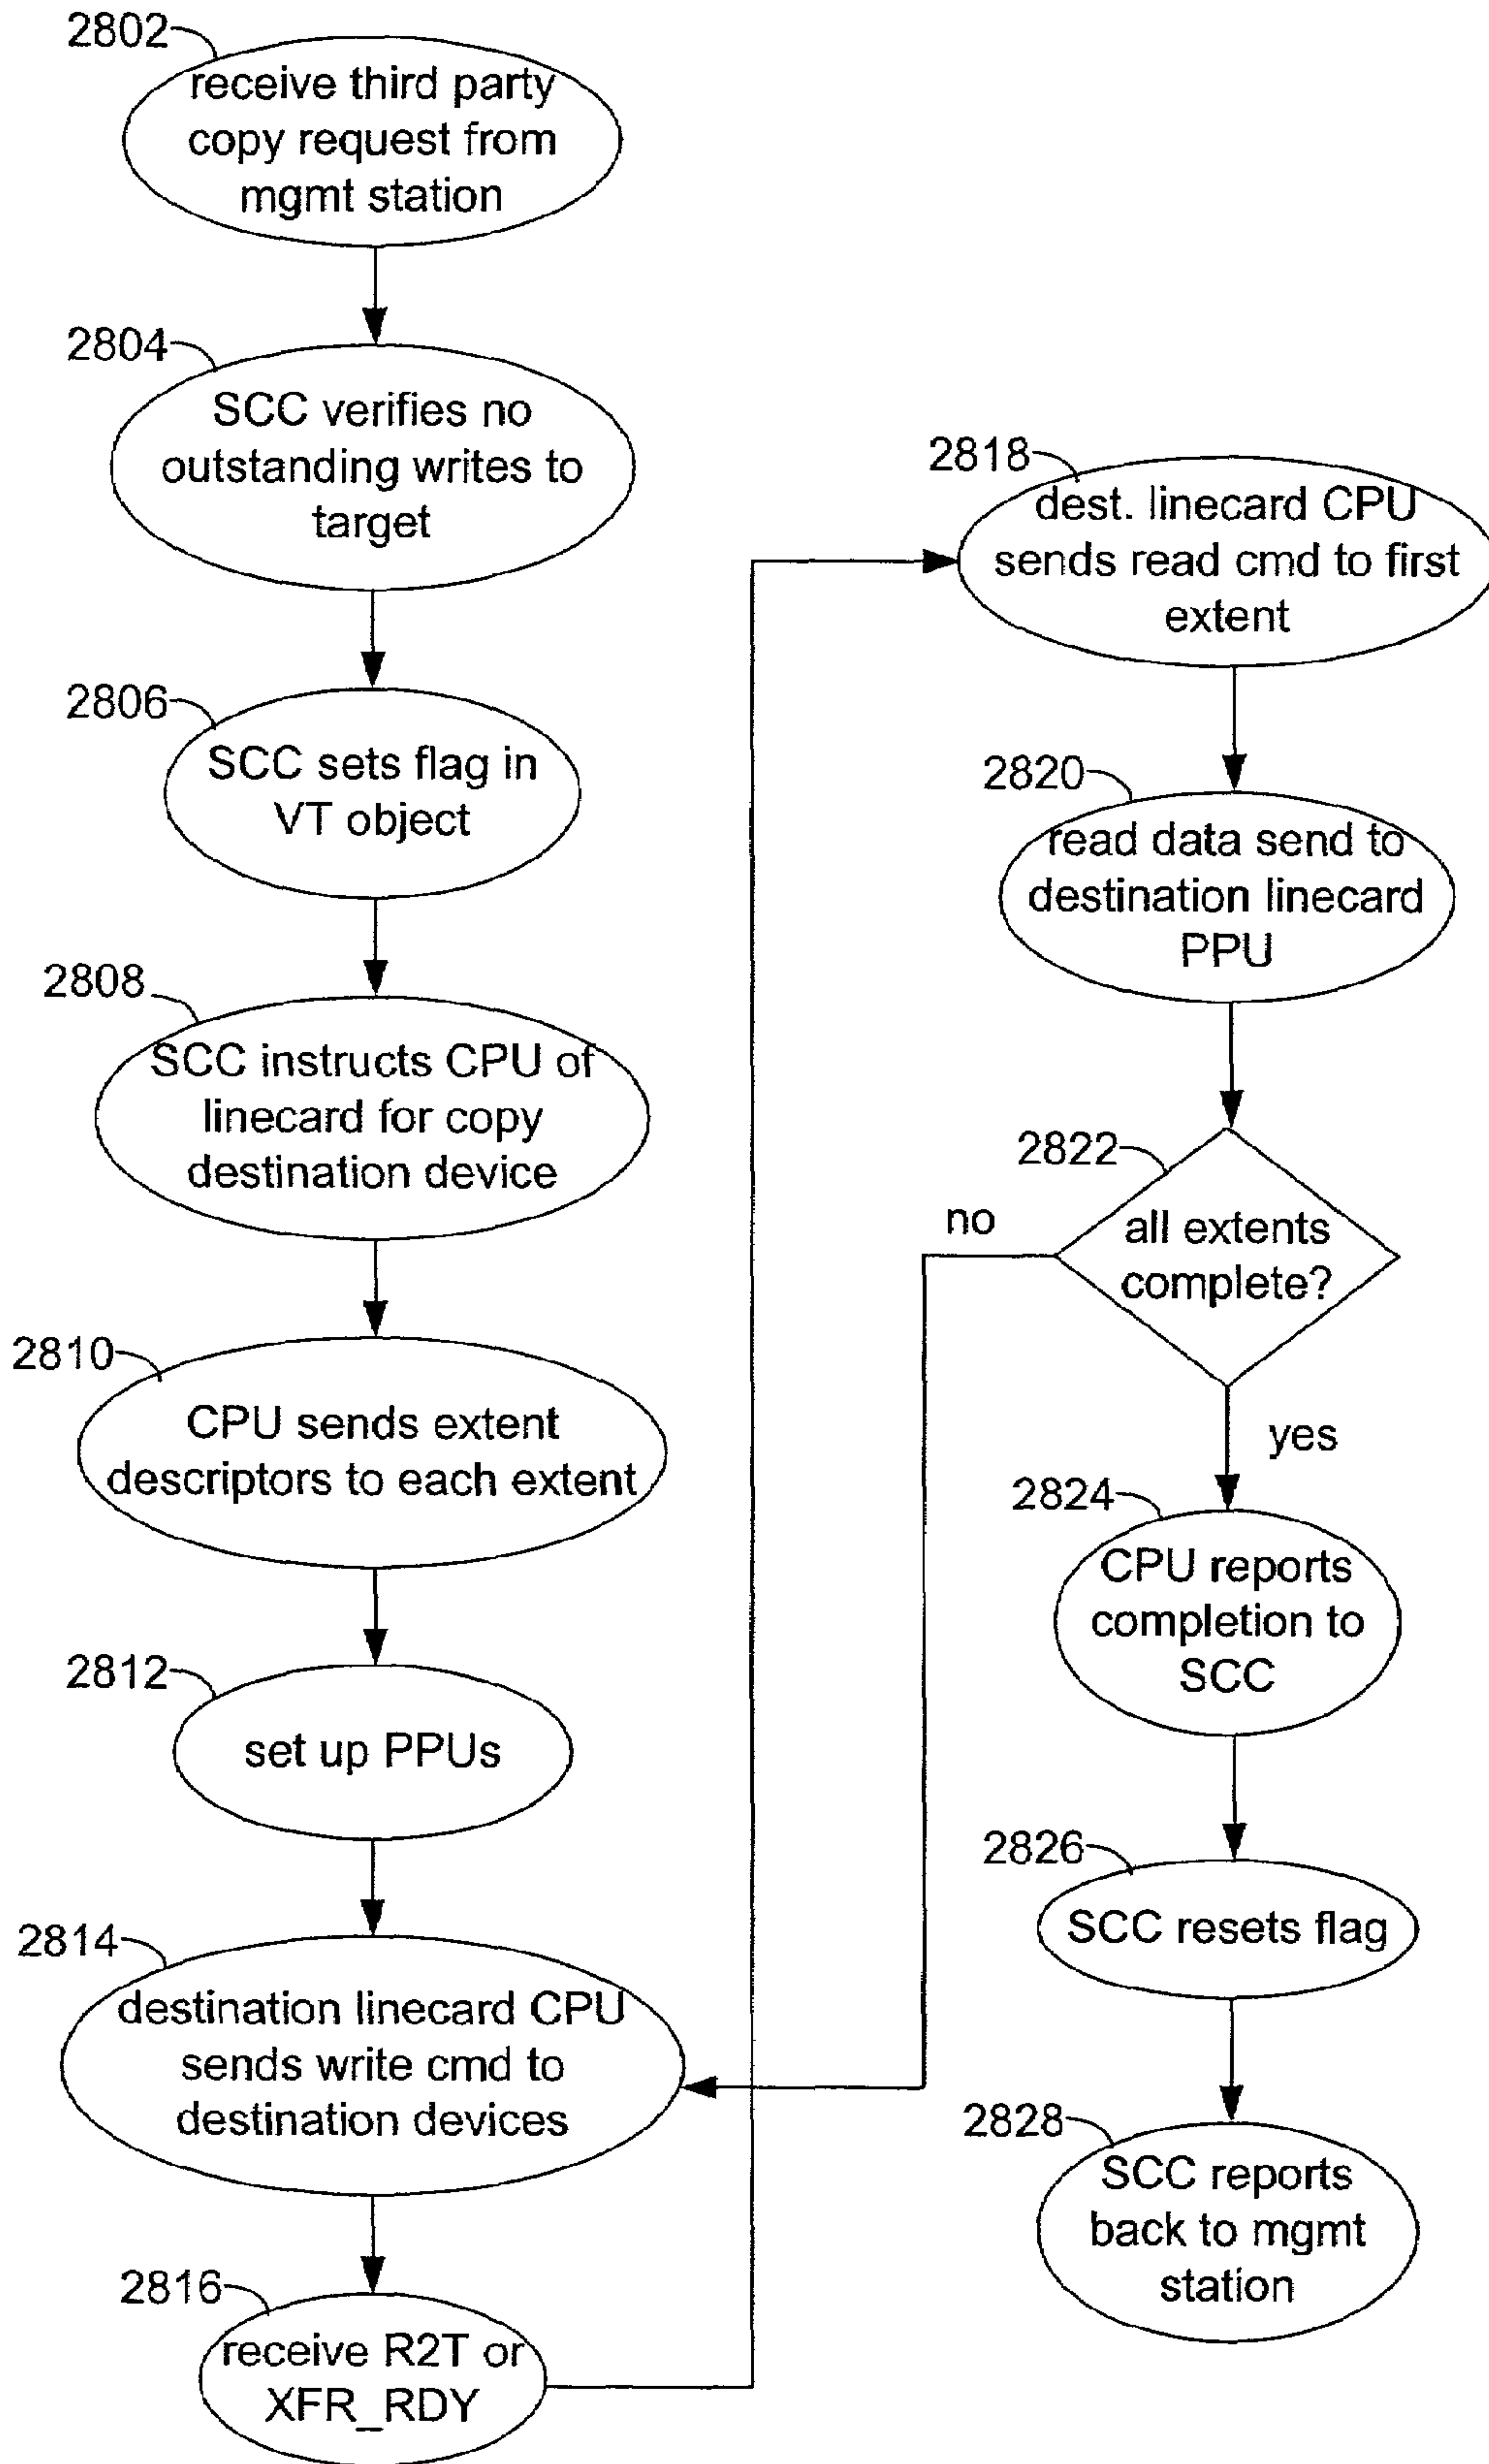 2802
receive third party
copy request from
mgmt station
2804
SCC verifies no
outstanding writes to
target
2806
SCC sets flag in
VT object
2808
SCC instructs CPU of
linecard for copy
destination device
2810
CPU sends extent
descriptors to each extent
2812
set up PPUs
2814
destination linecard CPU
sends write cmd to
destination devices
2816
receive R2T or
XFR_RDY
2818
dest. linecard CPU
sends read cmd to first
extent
2820
read data send to
destination linecard
PPU
2822
all extents
complete?
no
yes
2824
CPU reports
completion to
SCC
2826
SCC resets flag
2828
SCC reports
back to mgmt
station